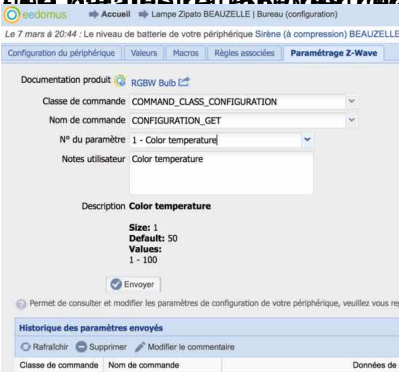 eedomus Accueil Lampe Zipato BEAUZELLE | Bureau (configuration)
Le 7 mars à 20:44 : Le niveau de batterie de votre périphérique Sirène (à compression) BEAUZELLE
Configuration du périphérique Valeurs Macros Règles associées Paramétrage Z-Wave
Documentation produit RGBW Bulb
Classe de commande COMMAND_CLASS_CONFIGURATION
Nom de commande CONFIGURATION_GET
N° du paramètre 1 - Color temperature
Notes utilisateur Color temperature
Description Color temperature
Size: 1
Default: 50
Values:
1 - 100
Envoyer
Permet de consulter et modifier les paramètres de configuration de votre périphérique, veuillez vous
Historique des paramètres envoyés
Rafraîchir Supprimer Modifier le commentaire
Classe de commande Nom de commande Données de